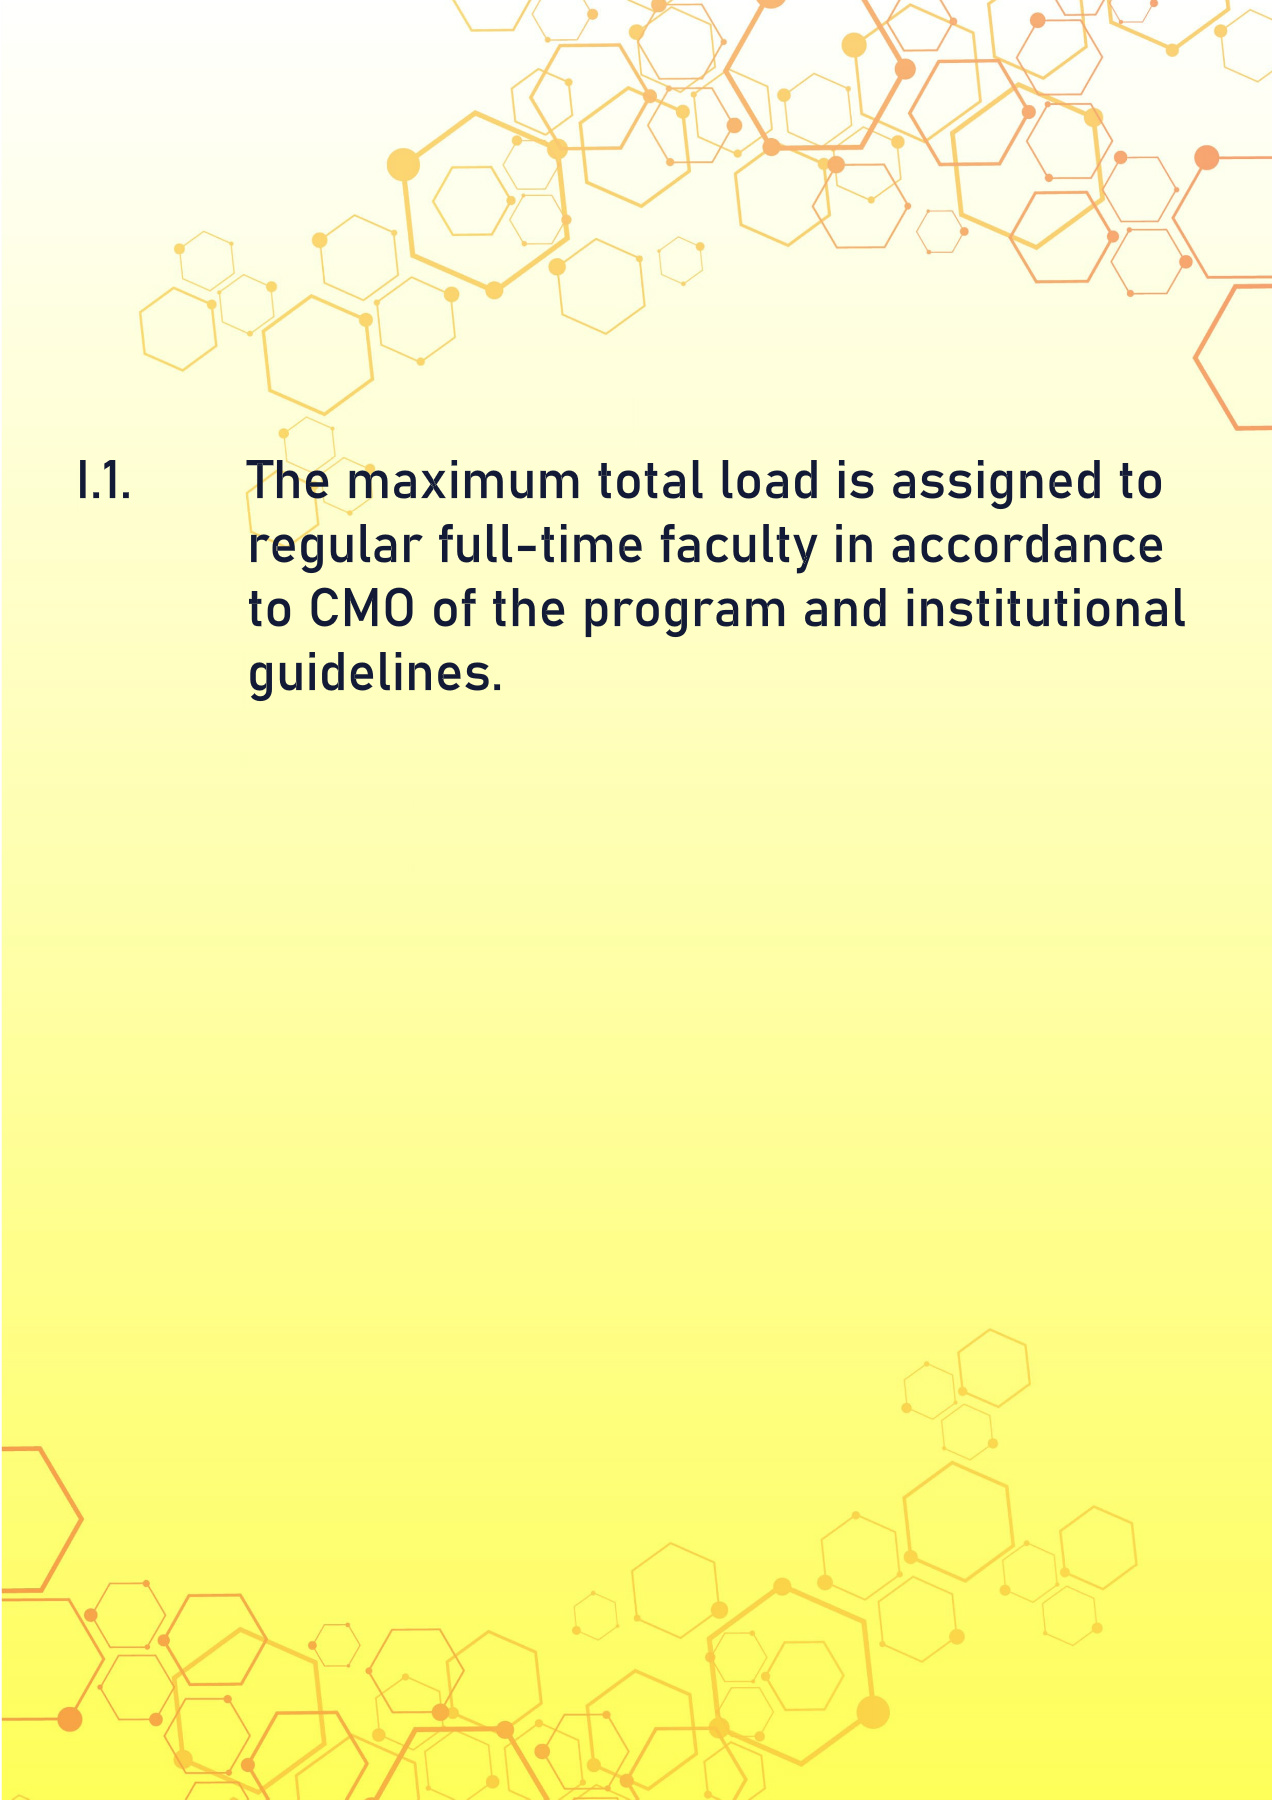 I.1. The maximum total load is assigned to
regular full-time faculty in accordance
to CMO of the program and institutional
guidelines.